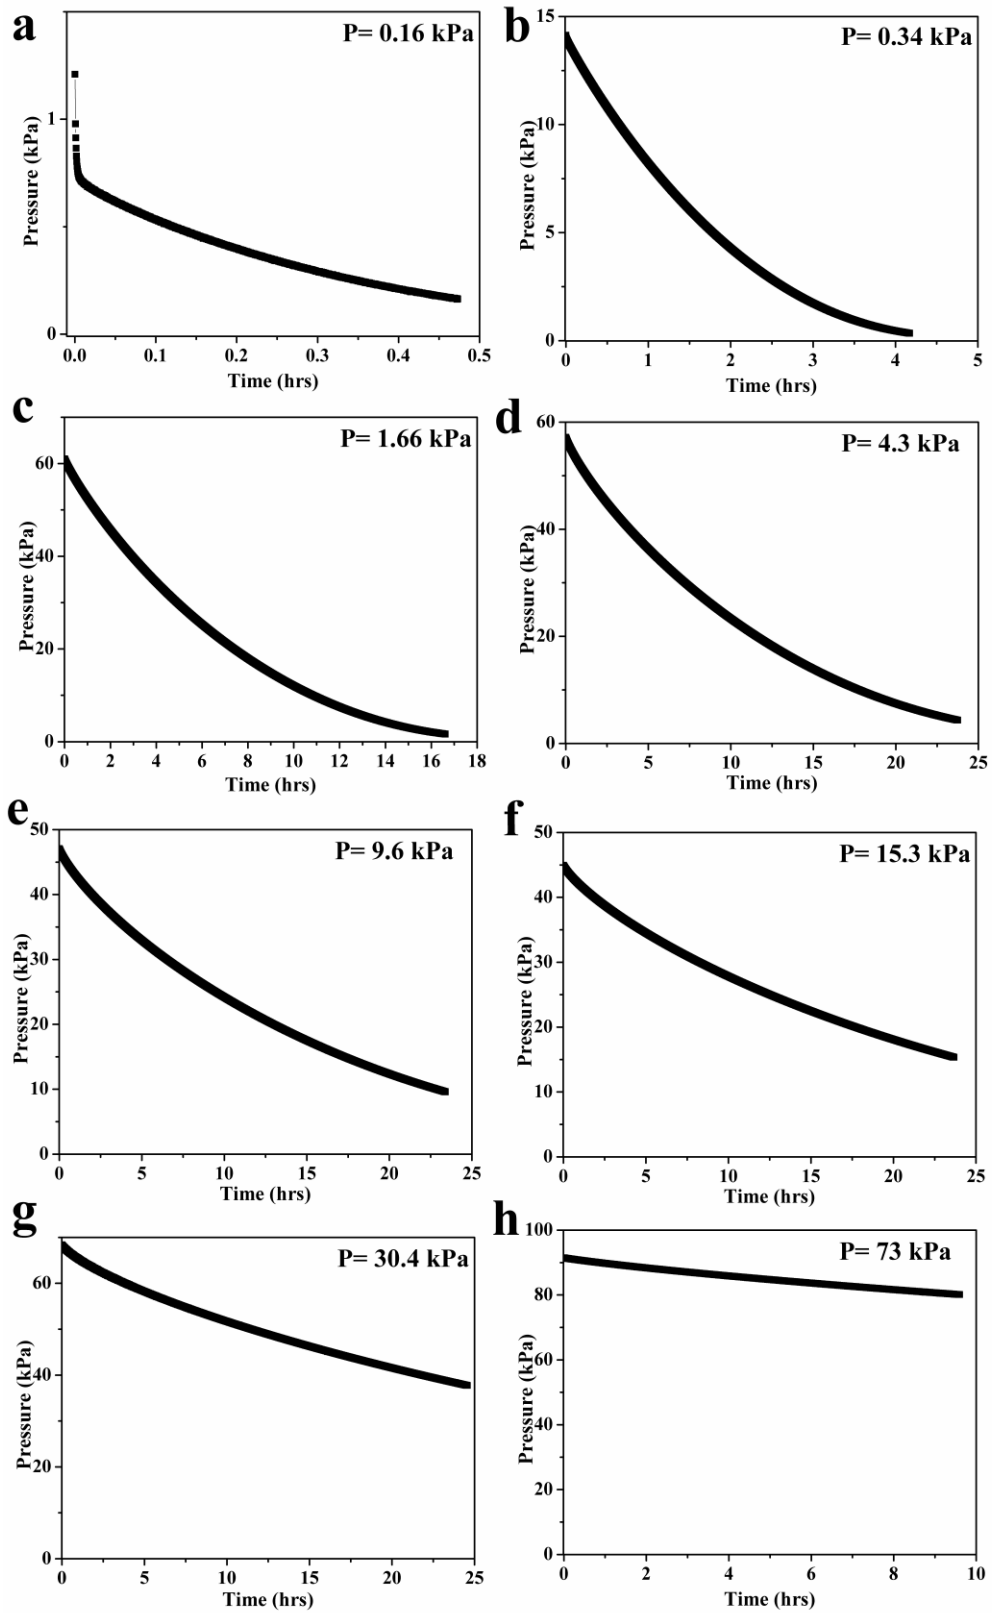 a
P= 0.16 kPa
1
0
Pressure (kPa)
0.0 0.1 0.2 0.3 0.4 0.5
Time (hrs)
b
P= 0.34 kPa
15
10
5
0
Pressure (kPa)
0 1 2 3 4 5
Time (hrs)
c
P= 1.66 kPa
60
40
20
0
Pressure (kPa)
0 2 4 6 8 10 12 14 16 18
Time (hrs)
d
P= 4.3 kPa
60
40
20
0
Pressure (kPa)
0 5 10 15 20 25
Time (hrs)
e
P= 9.6 kPa
50
40
30
20
10
0
Pressure (kPa)
0 5 10 15 20 25
Time (hrs)
f
P= 15.3 kPa
50
40
30
20
10
0
Pressure (kPa)
0 5 10 15 20 25
Time (hrs)
g
P= 30.4 kPa
60
40
20
0
Pressure (kPa)
0 5 10 15 20 25
Time (hrs)
h
P= 73 kPa
100
80
60
40
20
0
Pressure (kPa)
0 2 4 6 8 10
Time (hrs)